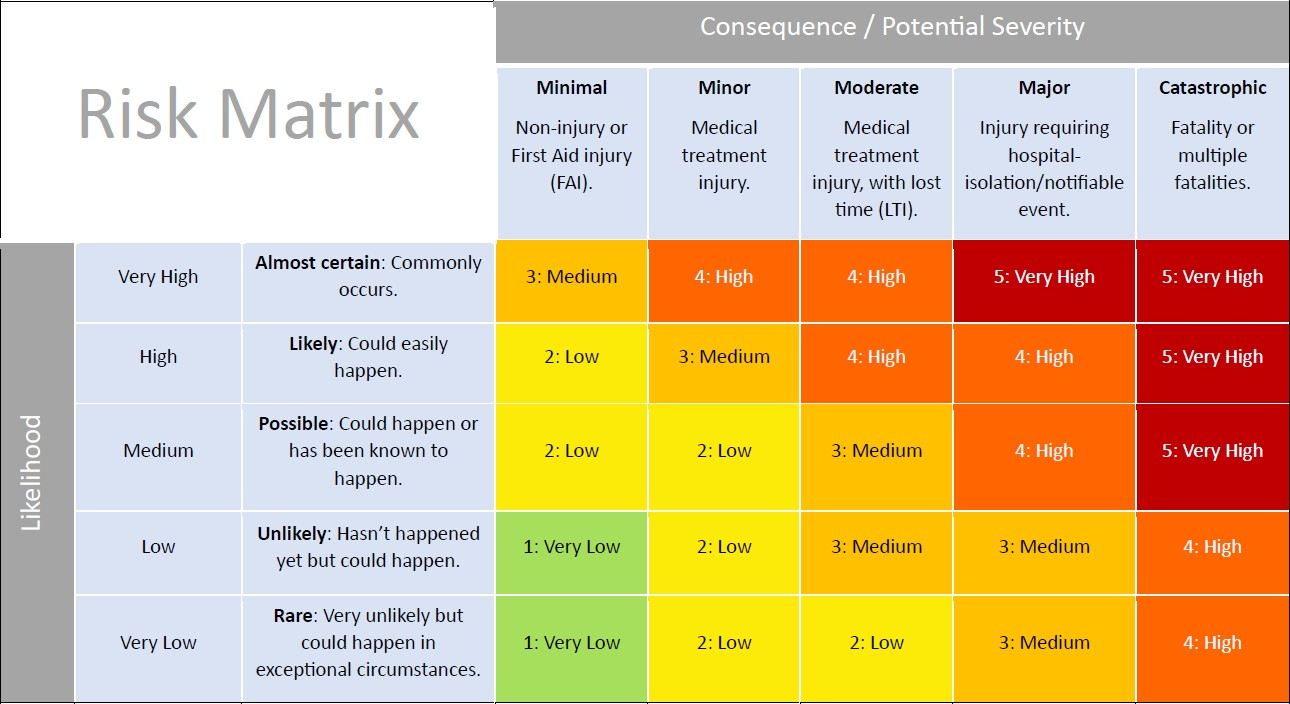 Risk Matrix
Consequence / Potential Severity
Minimal
Non-injury or
First Aid injury
(FAI).
Minor
Medical
treatment
injury.
Moderate
Medical
treatment
injury, with lost
time (LTI).
Major
Injury requiring
hospital-
isolation/notifiable
event.
Catastrophic
Fatality or
multiple
fatalities.
Likelihood
Very High
Almost certain: Commonly
occurs.
3: Medium
4: High
4: High
5: Very High
5: Very High
High
Likely: Could easily
happen.
2: Low
3: Medium
4: High
4: High
5: Very High
Medium
Possible: Could happen or
has been known to
happen.
2: Low
2: Low
3: Medium
4: High
5: Very High
Low
Unlikely: Hasn’t happened
yet but could happen.
1: Very Low
2: Low
3: Medium
3: Medium
4: High
Very Low
Rare: Very unlikely but
could happen in
exceptional circumstances.
1: Very Low
2: Low
2: Low
3: Medium
4: High